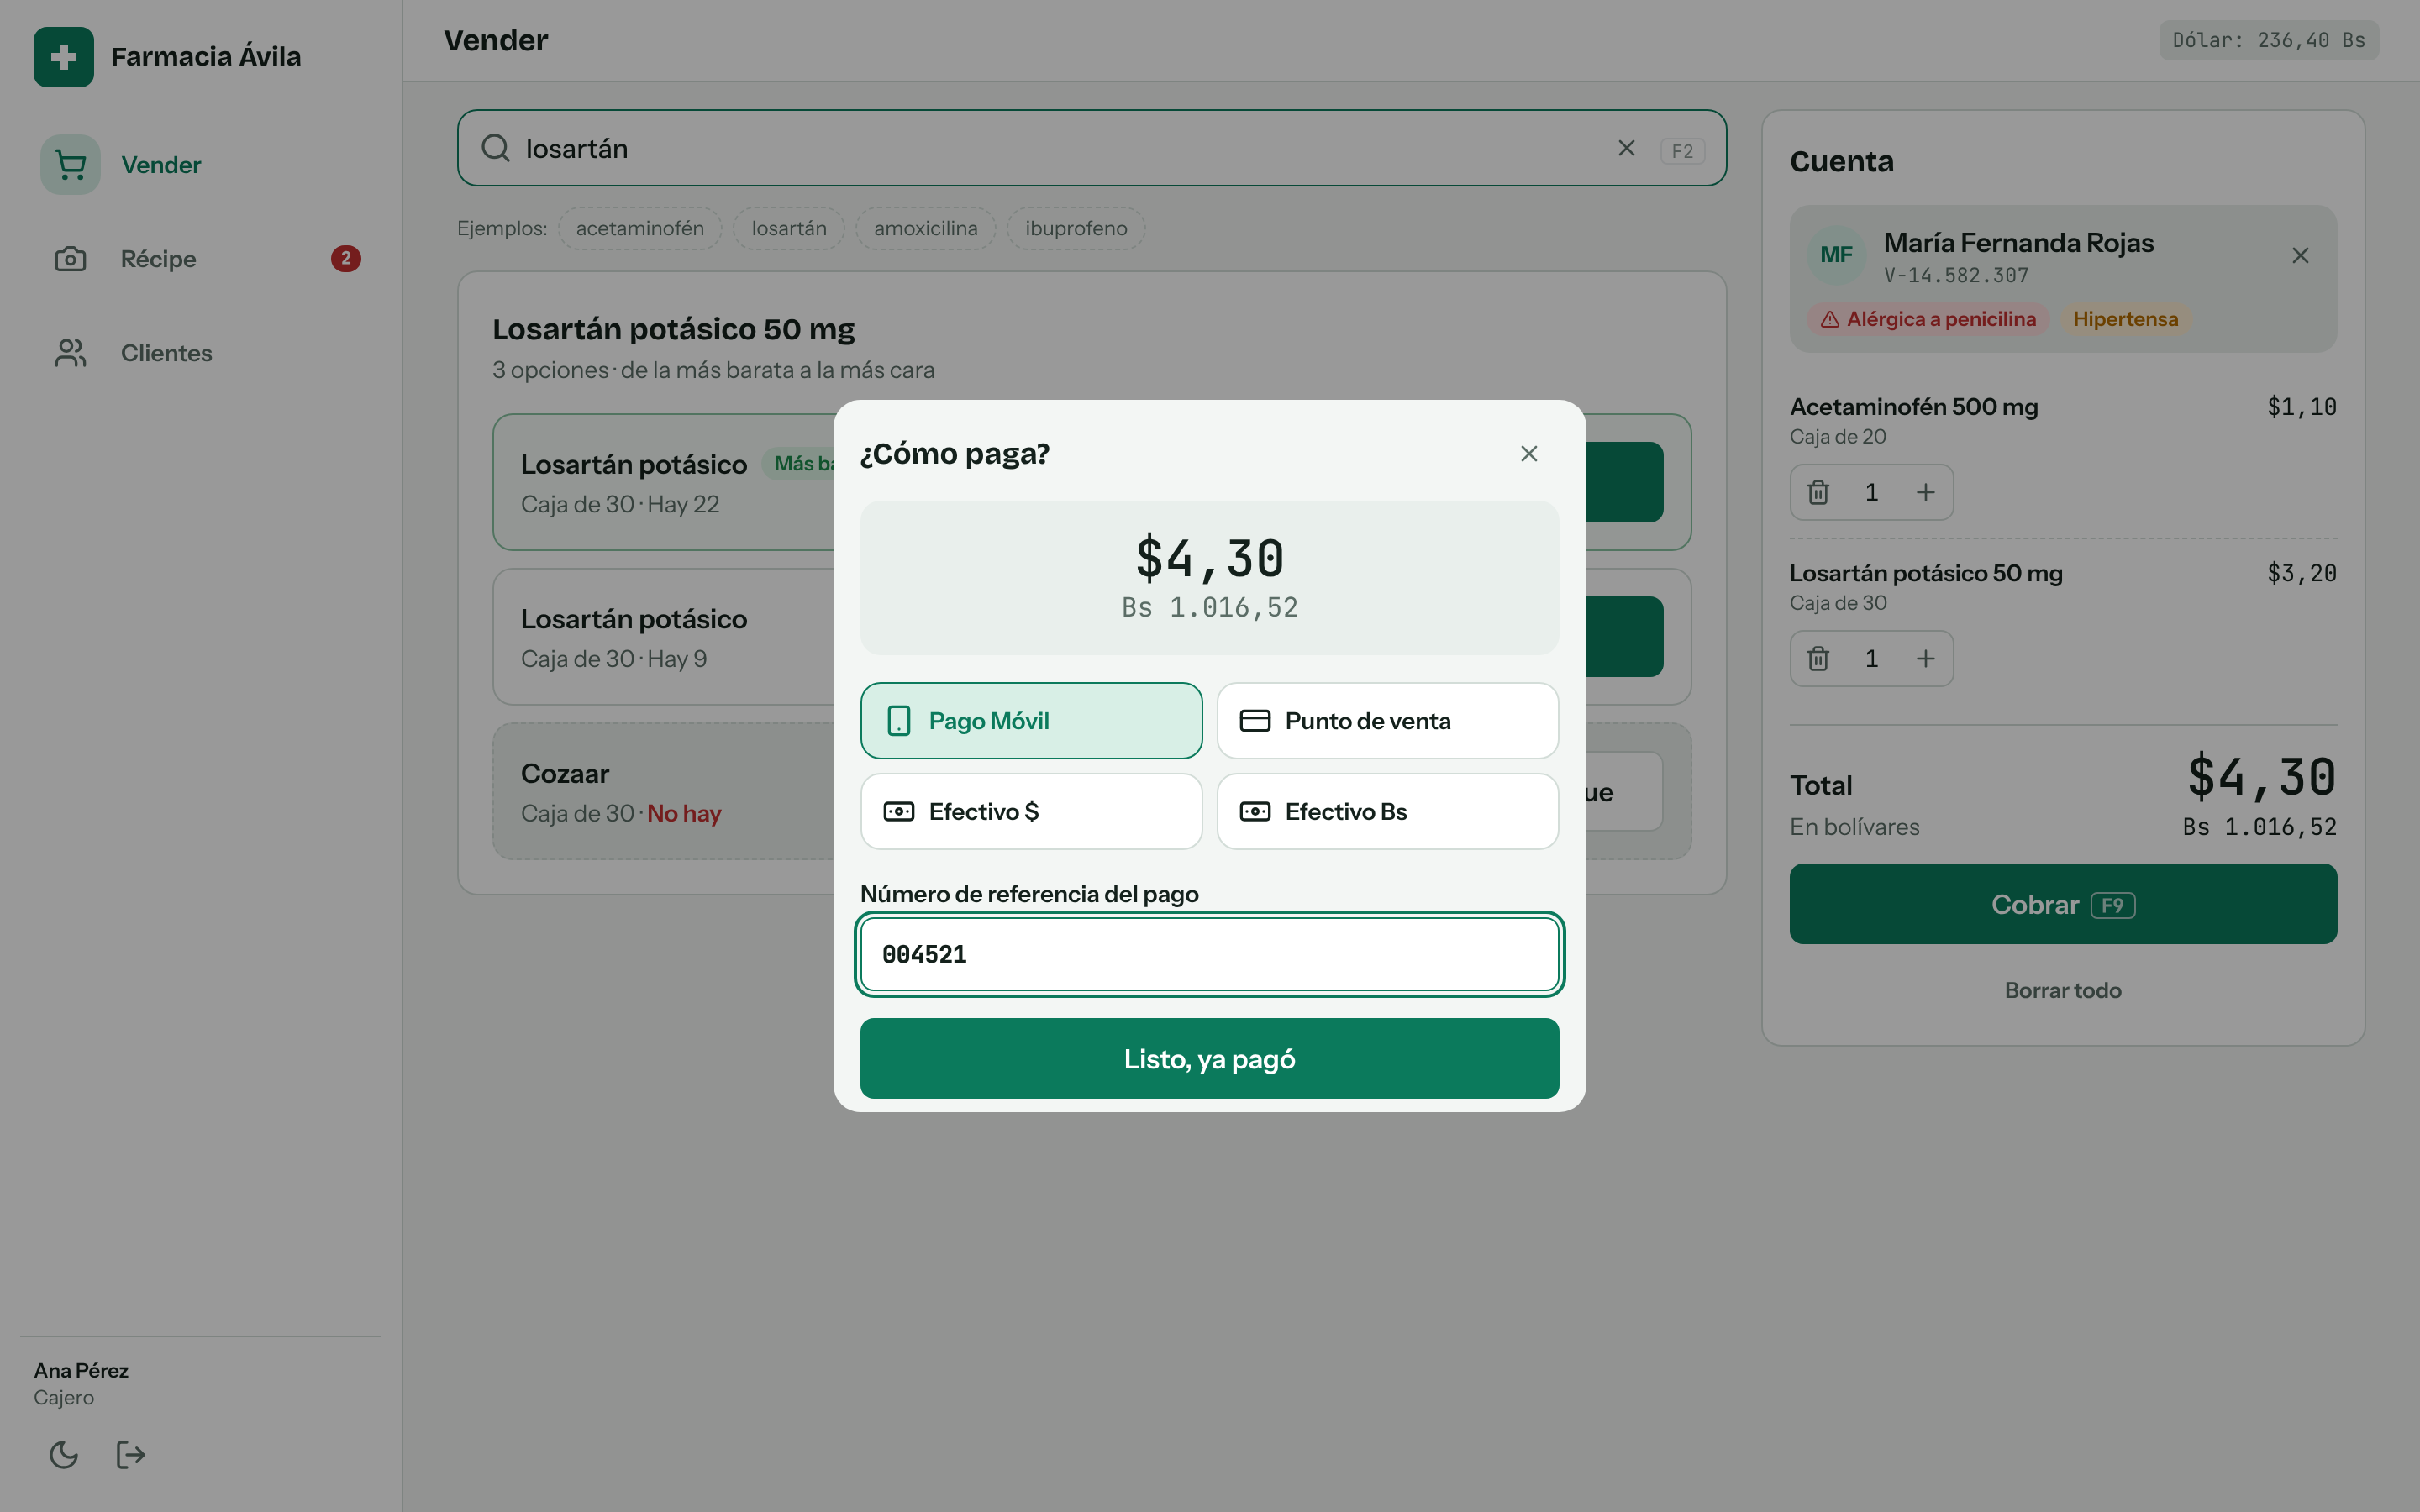 Farmacia Ávila
Vender
Récipe
2
Clientes
Ana Pérez
Cajero
Vender
Dólar: 236,40 Bs
losartán
F2
Ejemplos:
acetaminofén
losartán
amoxicilina
ibuprofeno
Losartán potásico 50 mg
3 opciones · de la más barata a la más cara
Losartán potásico
Caja de 30 · Hay 22
Losartán potásico
Caja de 30 · Hay 9
Cozaar
Caja de 30 · No hay
¿Cómo paga?
$4,30
Bs 1.016,52
Pago Móvil
Punto de venta
Efectivo $
Efectivo Bs
Número de referencia del pago
004521
Listo, ya pagó
Cuenta
MF
María Fernanda Rojas
V-14.582.307
Alérgica a penicilina
Hipertensa
Acetaminofén 500 mg
$1,10
Caja de 20
1
Losartán potásico 50 mg
$3,20
Caja de 30
1
Total
$4,30
En bolívares
Bs 1.016,52
Cobrar F9
Borrar todo